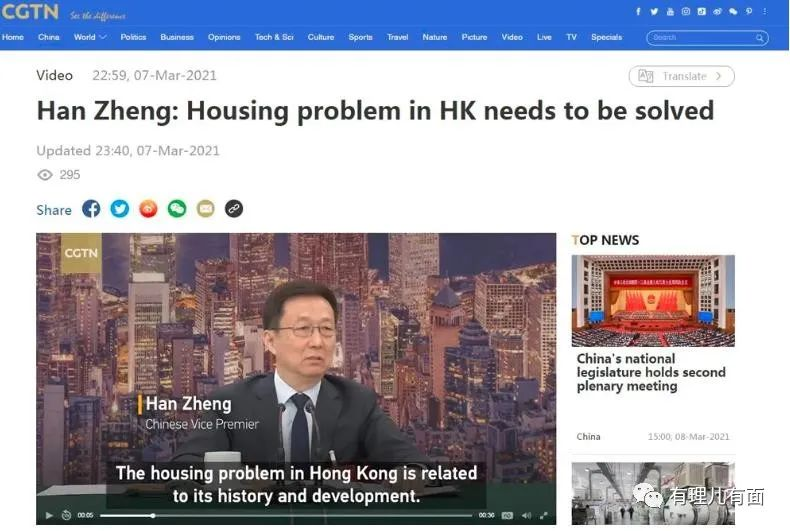 CGTN See the difference
Home China World Politics Business Opinions Tech & Sci Culture Sports Travel Nature Picture Video Live TV Specials Search
Video 22:59, 07-Mar-2021 Translate
Han Zheng: Housing problem in HK needs to be solved
Updated 23:40, 07-Mar-2021
295
Share
CGTN
Han Zheng
Chinese Vice Premier
The housing problem in Hong Kong is related
to its history and development.
00:05 00:36
TOP NEWS
China's national
legislature holds second
plenary meeting
China 15:00, 08-Mar-2021
有理儿有面